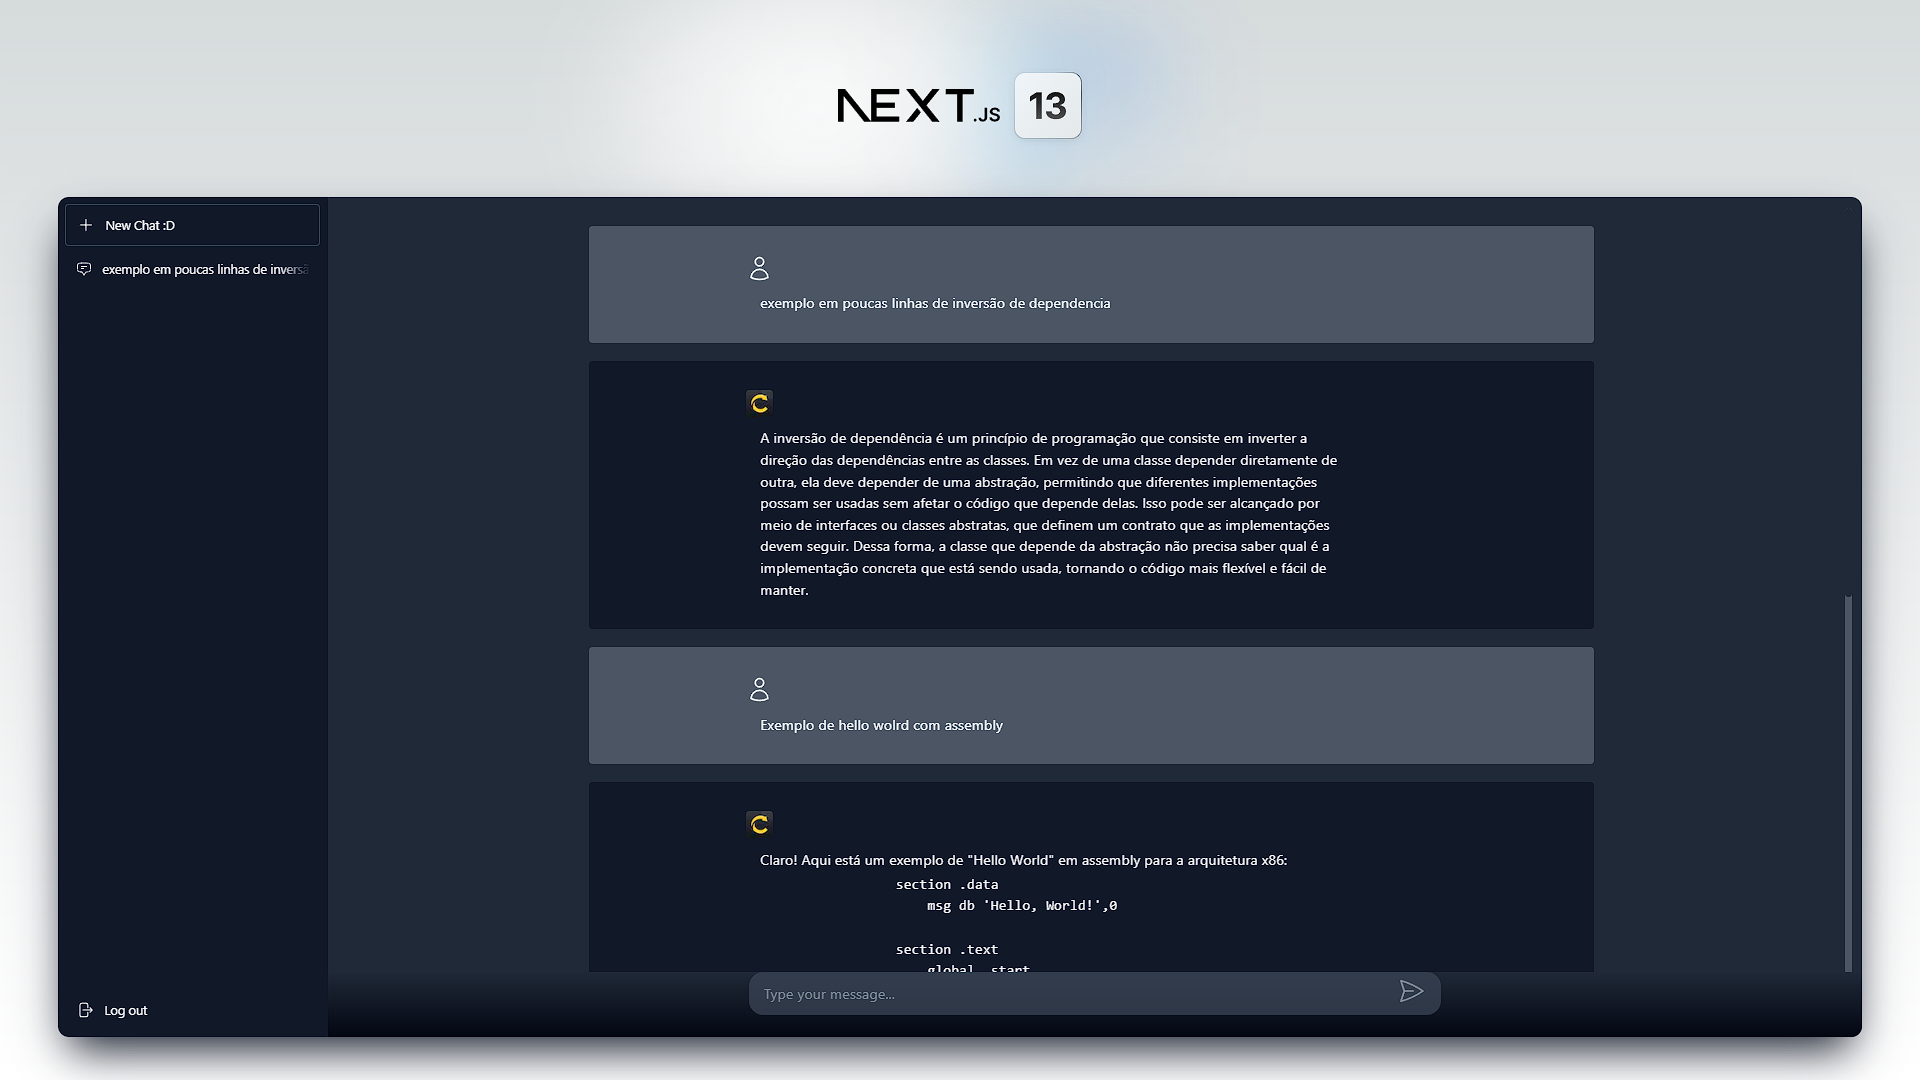 NEXT.JS 13
New Chat :D
exemplo em poucas linhas de inversã
Log out
exemplo em poucas linhas de inversão de dependencia
A inversão de dependência é um princípio de programação que consiste em inverter a
direção das dependências entre as classes. Em vez de uma classe depender diretamente de
outra, ela deve depender de uma abstração, permitindo que diferentes implementações
possam ser usadas sem afetar o código que depende delas. Isso pode ser alcançado por
meio de interfaces ou classes abstratas, que definem um contrato que as implementações
devem seguir. Dessa forma, a classe que depende da abstração não precisa saber qual é a
implementação concreta que está sendo usada, tornando o código mais flexível e fácil de
manter.
Exemplo de hello wolrd com assembly
Claro! Aqui está um exemplo de "Hello World" em assembly para a arquitetura x86:
section .data
msg db 'Hello, World!',0
section .text
global _start
Type your message...